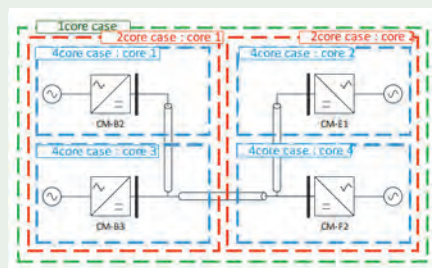 1core case
2core case : core 1
2core case : core 2
4core case : core 1
4core case : core 2
CM-B2
CM-E1
4core case : core 3
4core case : core 4
CM-B3
CM-F2